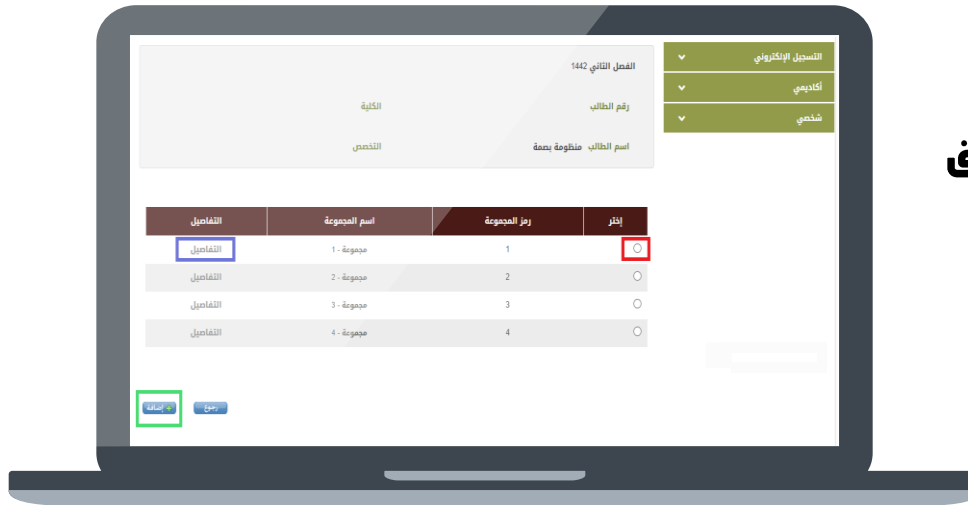 التسجيل الإلكتروني
أكاديمي
شخصي
الفصل الثاني 1442
رقم الطالب الكلية
اسم الطالب منظومة بصمة التخصص
إختر رمز المجموعة اسم المجموعة التفاصيل
1 مجموعة - 1 التفاصيل
2 مجموعة - 2 التفاصيل
3 مجموعة - 3 التفاصيل
4 مجموعة - 4 التفاصيل
رجوع إضافة